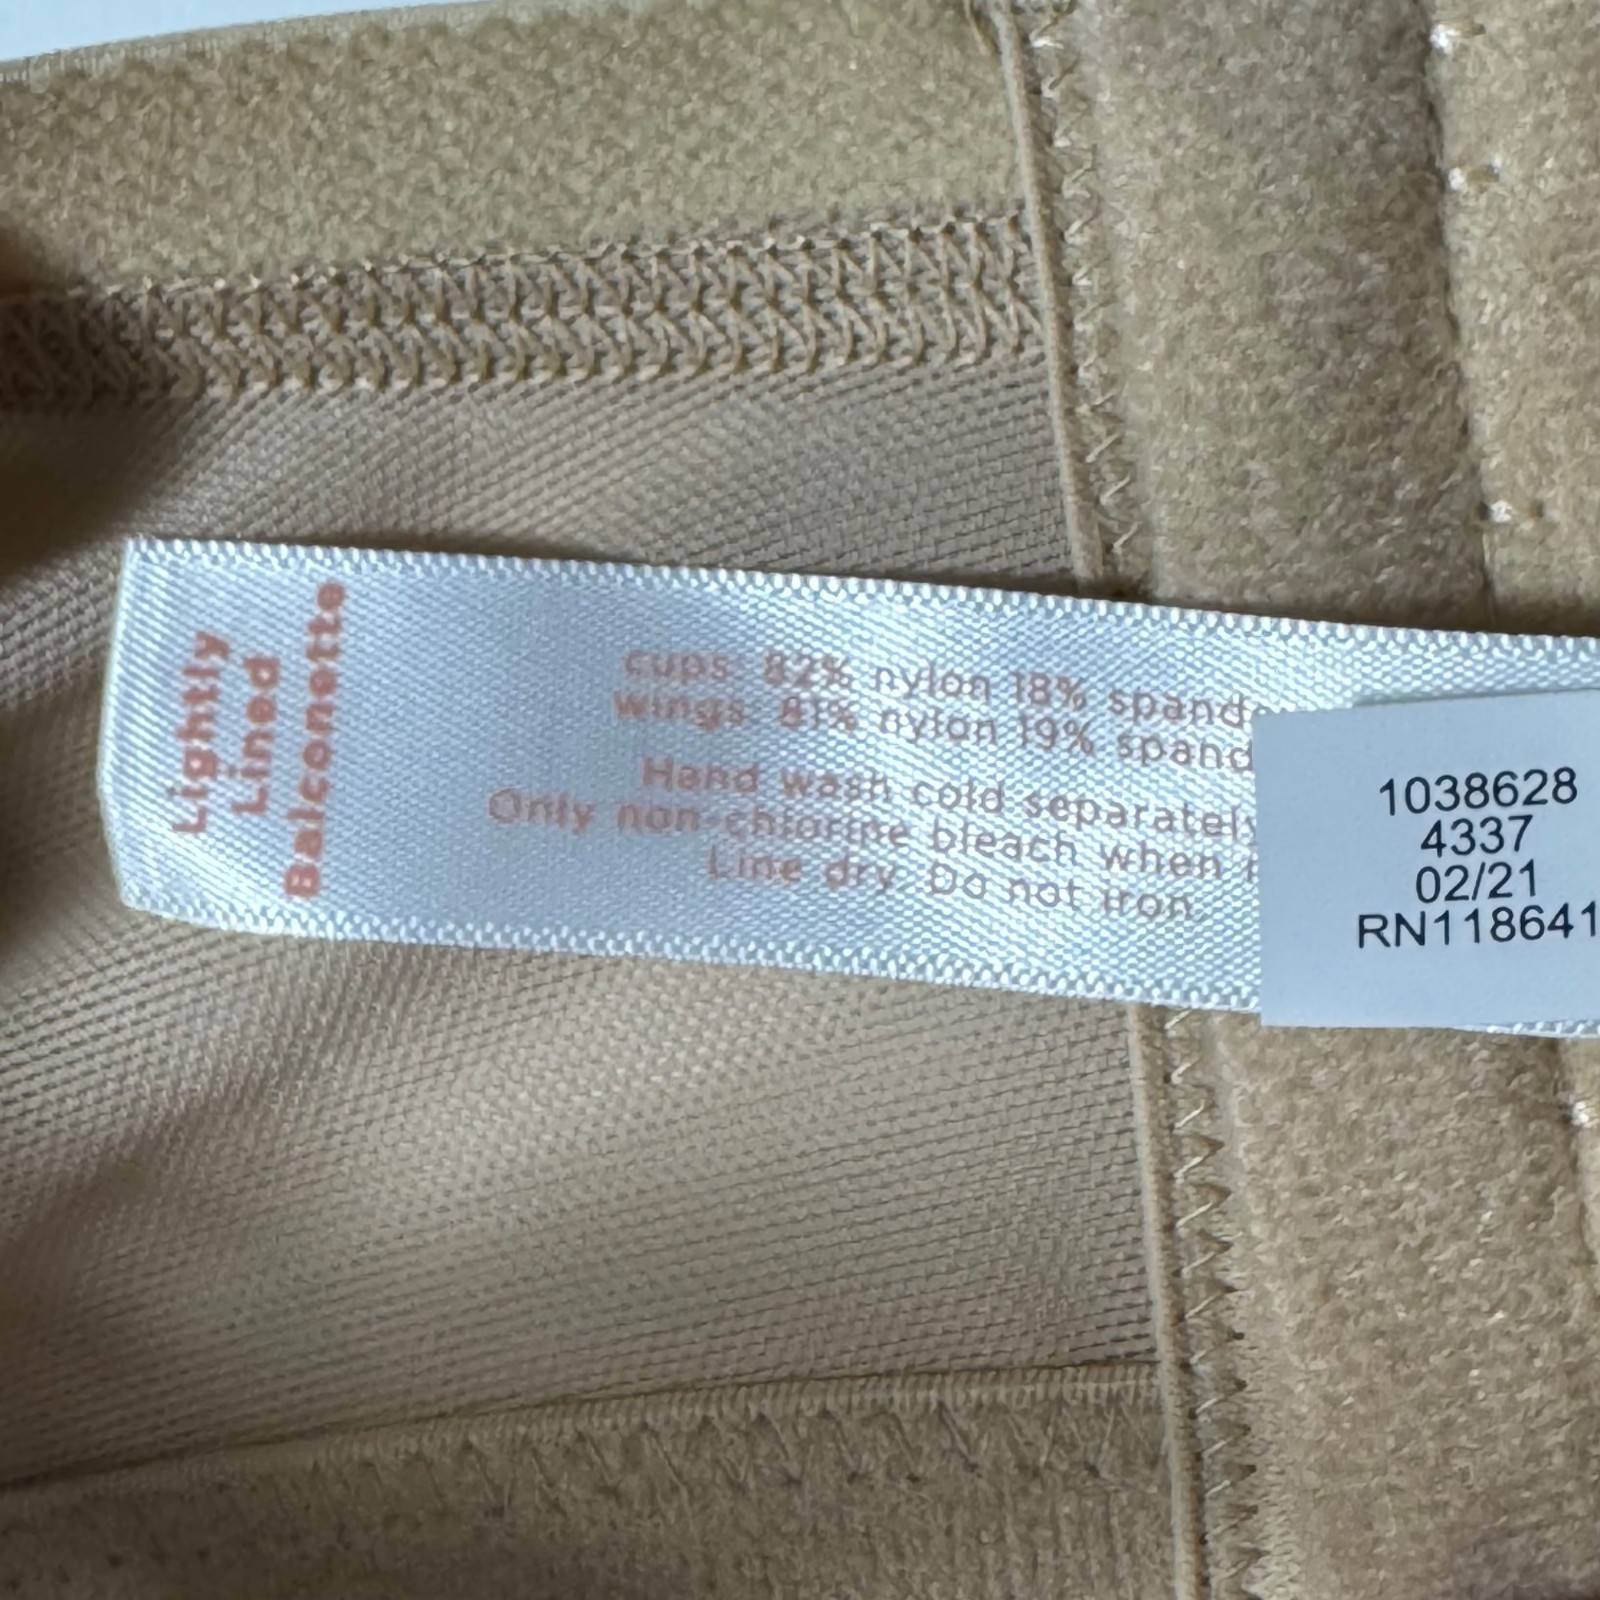 Lightly
Lined
Balconette
cups: 82% nylon 18% spand
wings: 81% nylon 19% spand
Hand wash cold separately
Only non-chlorine bleach when
Line dry. Do not iron.
1038628
4337
02/21
RN118641